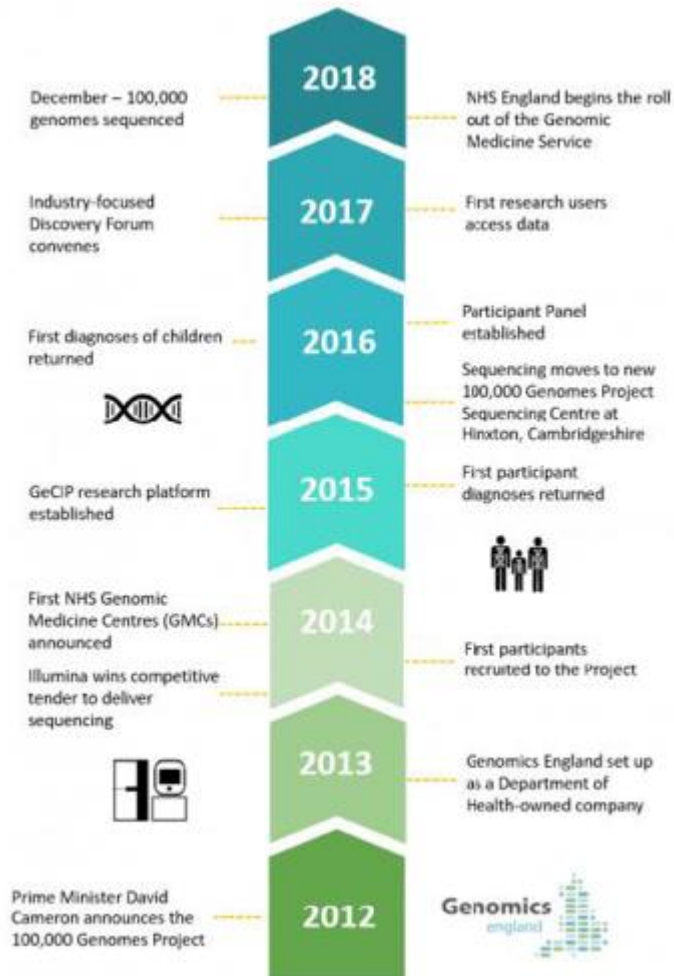 2018
December – 100,000
genomes sequenced
NHS England begins the roll
out of the Genomic
Medicine Service
2017
Industry-focused
Discovery Forum
convenes
First research users
access data
2016
First diagnoses of children
returned
Participant Panel
established
Sequencing moves to new
100,000 Genomes Project
Sequencing Centre at
Hinxton, Cambridgeshire
2015
GeCIP research platform
established
First participant
diagnoses returned
2014
First NHS Genomic
Medicine Centres (GMCs)
announced
Illumina wins competitive
tender to deliver
sequencing
First participants
recruited to the Project
2013
Genomics England set up
as a Department of
Health-owned company
2012
Prime Minister David
Cameron announces the
100,000 Genomes Project
Genomics
england